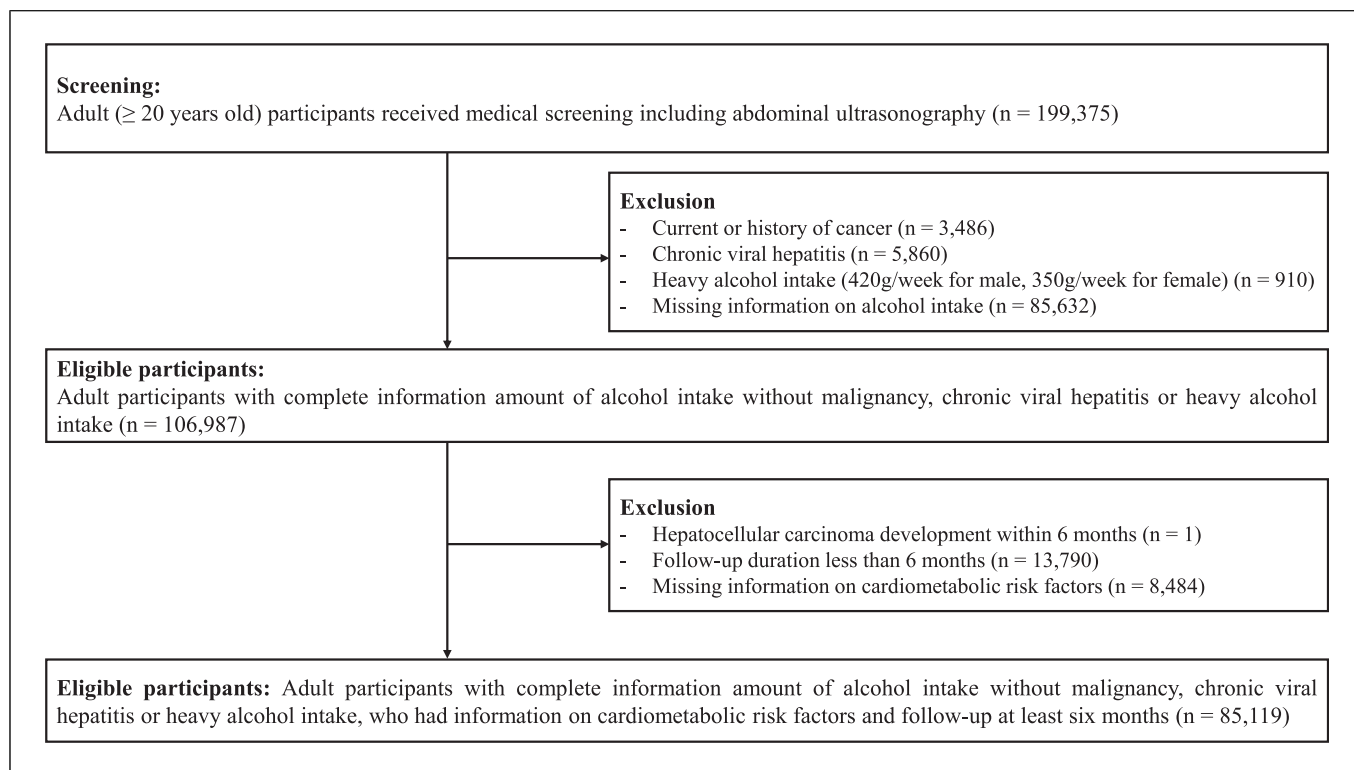 Screening:
Adult (≥ 20 years old) participants received medical screening including abdominal ultrasonography (n = 199,375)
Exclusion
- Current or history of cancer (n = 3,486)
- Chronic viral hepatitis (n = 5,860)
- Heavy alcohol intake (420g/week for male, 350g/week for female) (n = 910)
- Missing information on alcohol intake (n = 85,632)
Eligible participants:
Adult participants with complete information amount of alcohol intake without malignancy, chronic viral hepatitis or heavy alcohol
intake (n = 106,987)
Exclusion
- Hepatocellular carcinoma development within 6 months (n = 1)
- Follow-up duration less than 6 months (n = 13,790)
- Missing information on cardiometabolic risk factors (n = 8,484)
Eligible participants: Adult participants with complete information amount of alcohol intake without malignancy, chronic viral
hepatitis or heavy alcohol intake, who had information on cardiometabolic risk factors and follow-up at least six months (n = 85,119)